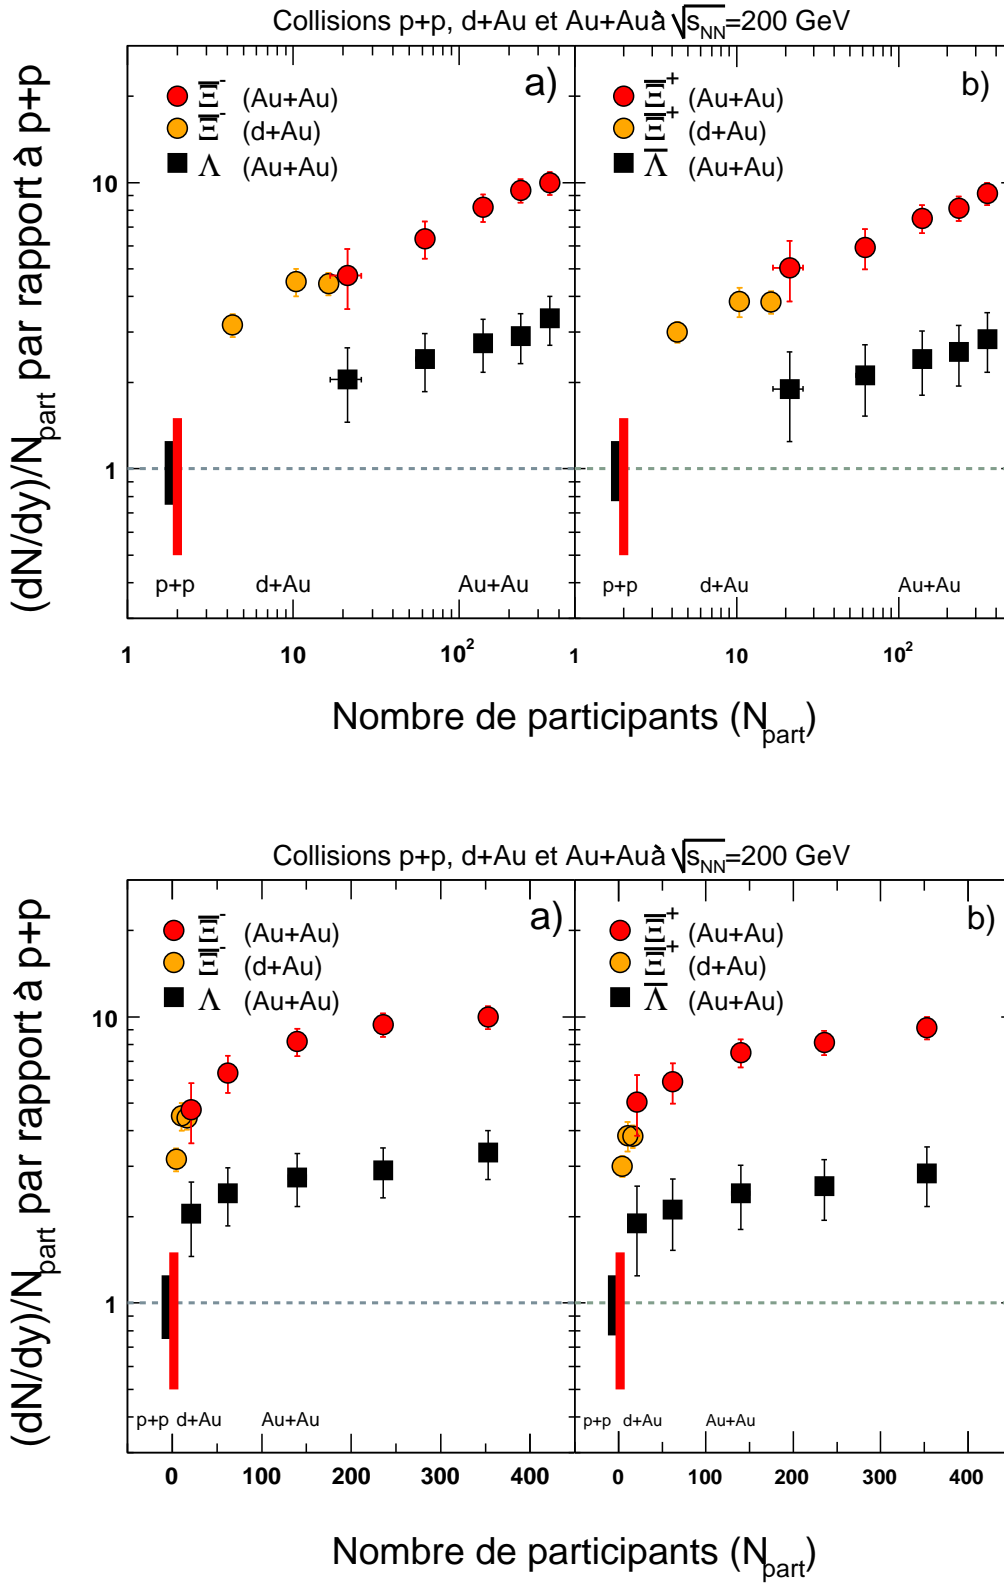 Collisions p+p, d+Au et Au+Au à √sNN=200 GeV
(dN/dy)/Npart par rapport à p+p
a)
Ξ- (Au+Au)
Ξ- (d+Au)
Λ (Au+Au)
b)
Ξ̅+ (Au+Au)
Ξ̅+ (d+Au)
Λ̅ (Au+Au)
10
1
p+p d+Au Au+Au
p+p d+Au Au+Au
1 10 10² 1 10 10²
Nombre de participants (Npart)
Collisions p+p, d+Au et Au+Au à √sNN=200 GeV
(dN/dy)/Npart par rapport à p+p
a)
Ξ- (Au+Au)
Ξ- (d+Au)
Λ (Au+Au)
b)
Ξ̅+ (Au+Au)
Ξ̅+ (d+Au)
Λ̅ (Au+Au)
10
1
p+p d+Au Au+Au
p+p d+Au Au+Au
0 100 200 300 400 0 100 200 300 400
Nombre de participants (Npart)